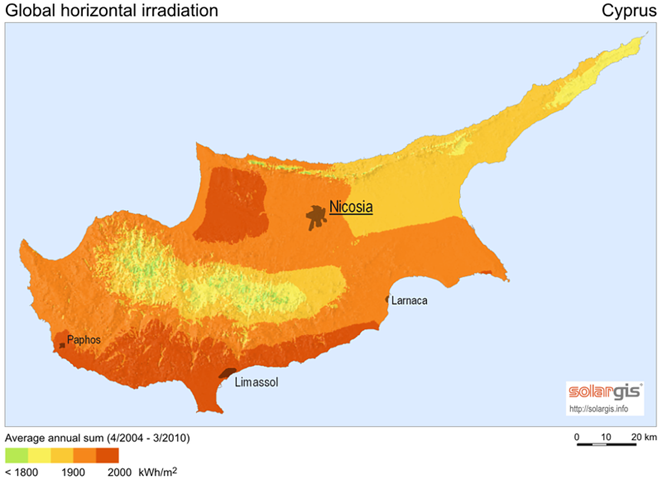 Global horizontal irradiation
Cyprus
Nicosia
Larnaca
Paphos
Limassol
solargis
http://solargis.info
Average annual sum (4/2004 - 3/2010)
0 10 20 km
< 1800 1900 2000 kWh/m²